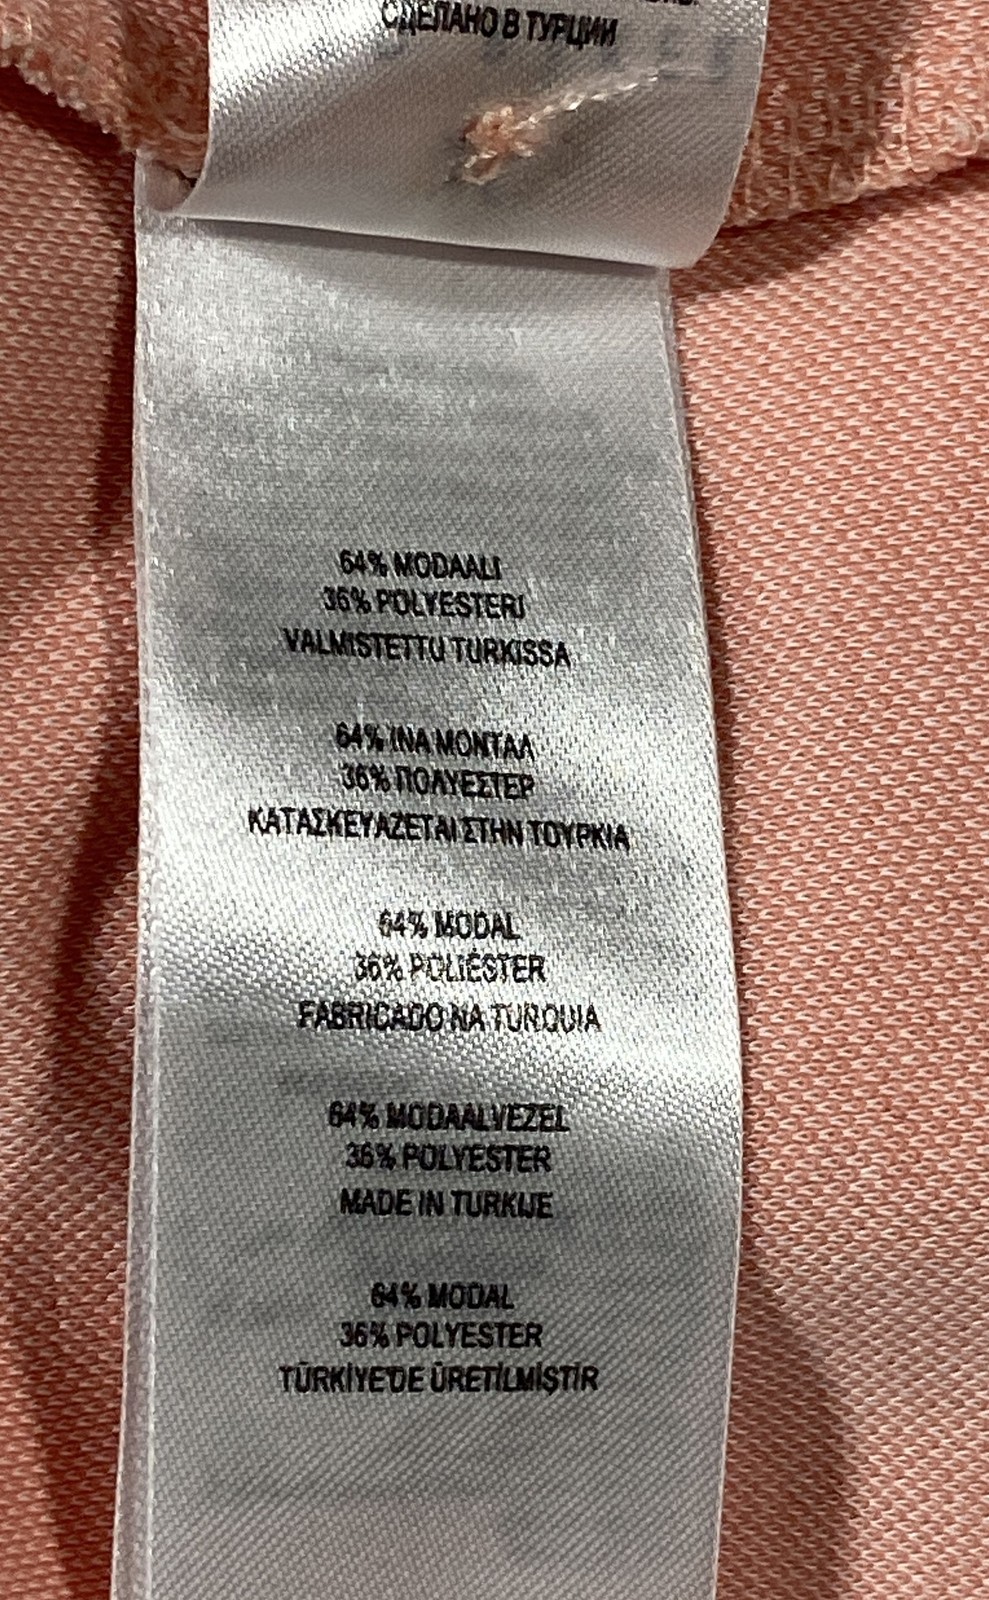 СДЕЛАНО В ТУРЦИИ
64% MODAALI
36% POLYESTERI
VALMISTETTU TURKISSA
64% ΙΝΑ ΜΟΝΤΑΛ
36% ΠΟΛΥΕΣΤΕΡ
ΚΑΤΑΣΚΕΥΑΖΕΤΑΙ ΣΤΗΝ ΤΟΥΡΚΙΑ
64% MODAL
36% POLIÉSTER
FABRICADO NA TURQUIA
64% MODAALVEZEL
36% POLYESTER
MADE IN TURKIJE
64% MODAL
36% POLYESTER
TÜRKİYE'DE ÜRETİLMİŞTİR